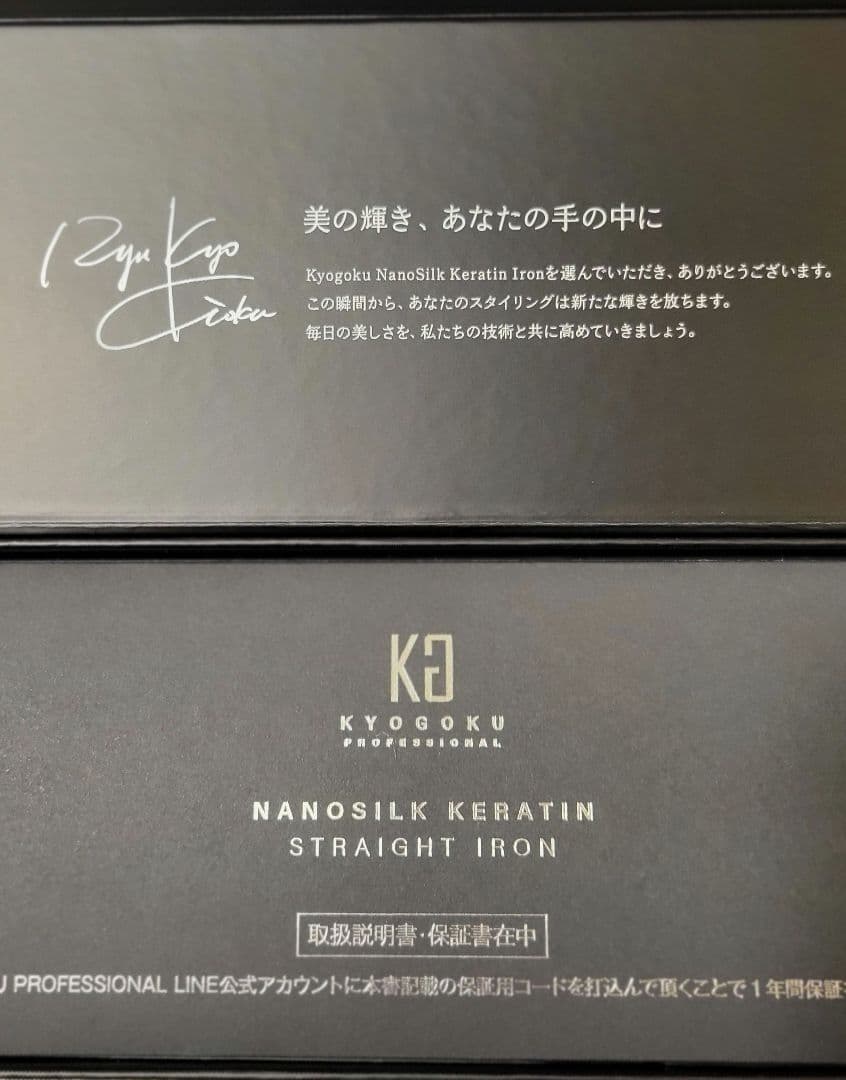 Ryu Kyo
Gioku
美の輝き、あなたの手の中に
Kyogoku NanoSilk Keratin Ironを選んでいただき、ありがとうございます。
この瞬間から、あなたのスタイリングは新たな輝きを放ちます。
毎日の美しさを、私たちの技術と共に高めていきましょう。
KG
KYOGOKU
PROFESSIONAL
NANOSILK KERATIN
STRAIGHT IRON
取扱説明書・保証書在中
U PROFESSIONAL LINE公式アカウントに本書記載の保証用コードを打込んで頂くことで1年間保証